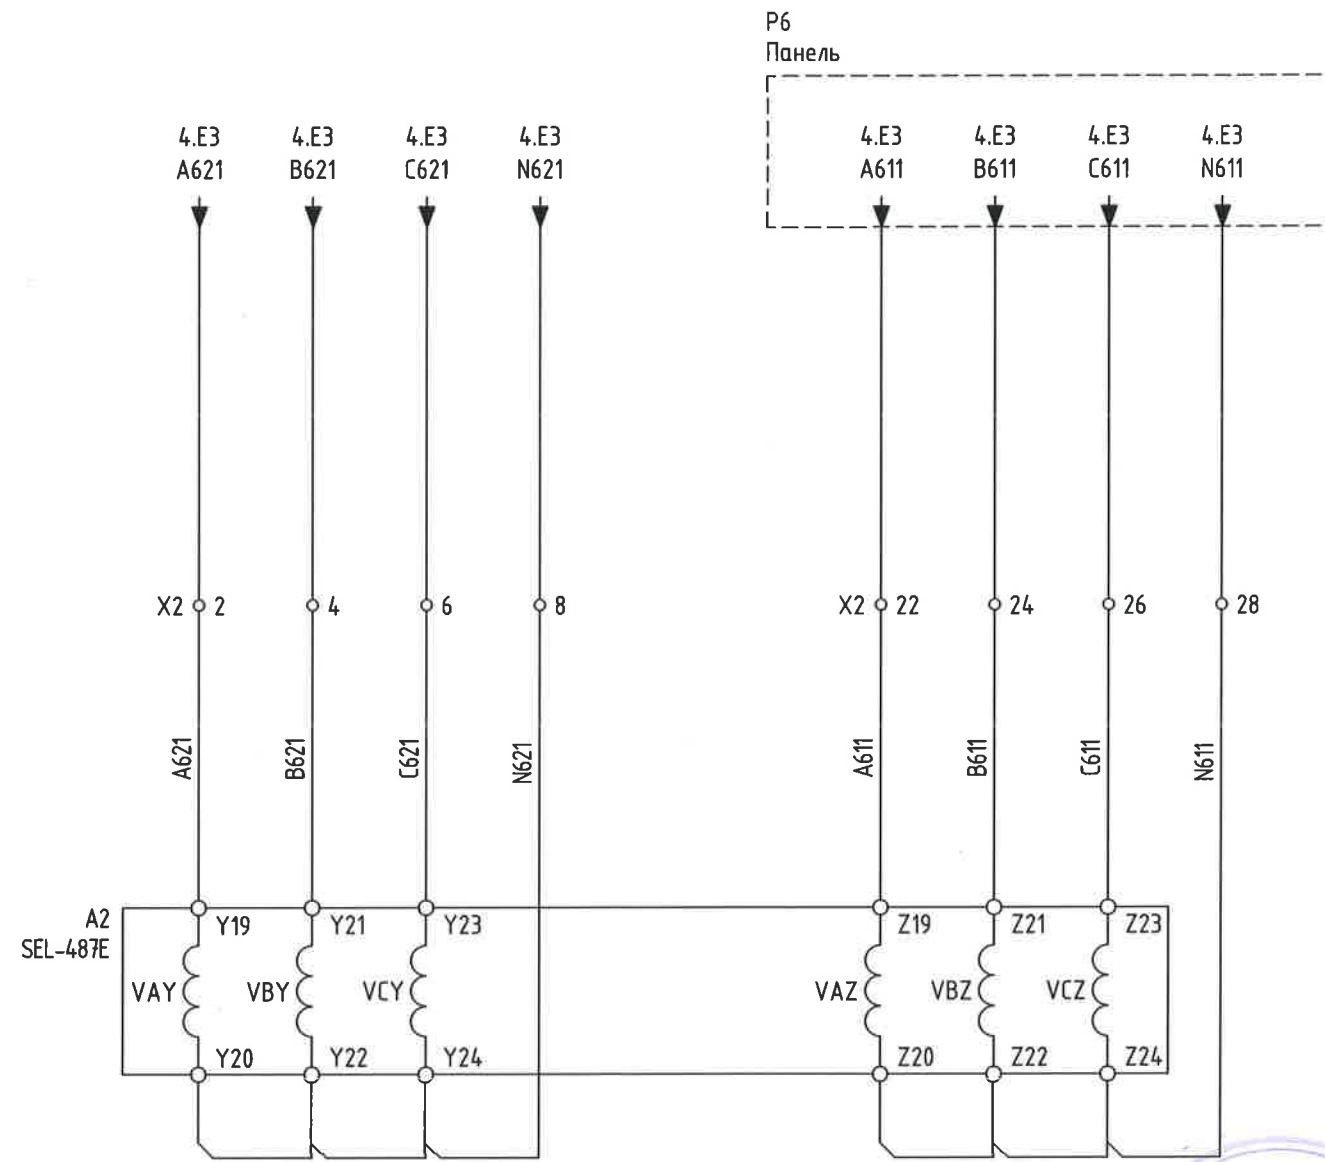 P6
Панель
4.E3 4.E3 4.E3 4.E3 4.E3 4.E3 4.E3 4.E3
A621 B621 C621 N621 A611 B611 C611 N611
X2 2 4 6 8 X2 22 24 26 28
A621 B621 C621 N621 A611 B611 C611 N611
A2 Y19 Y21 Y23 Z19 Z21 Z23
SEL-487E
VAY VBY VCY VAZ VBZ VCZ
Y20 Y22 Y24 Z20 Z22 Z24